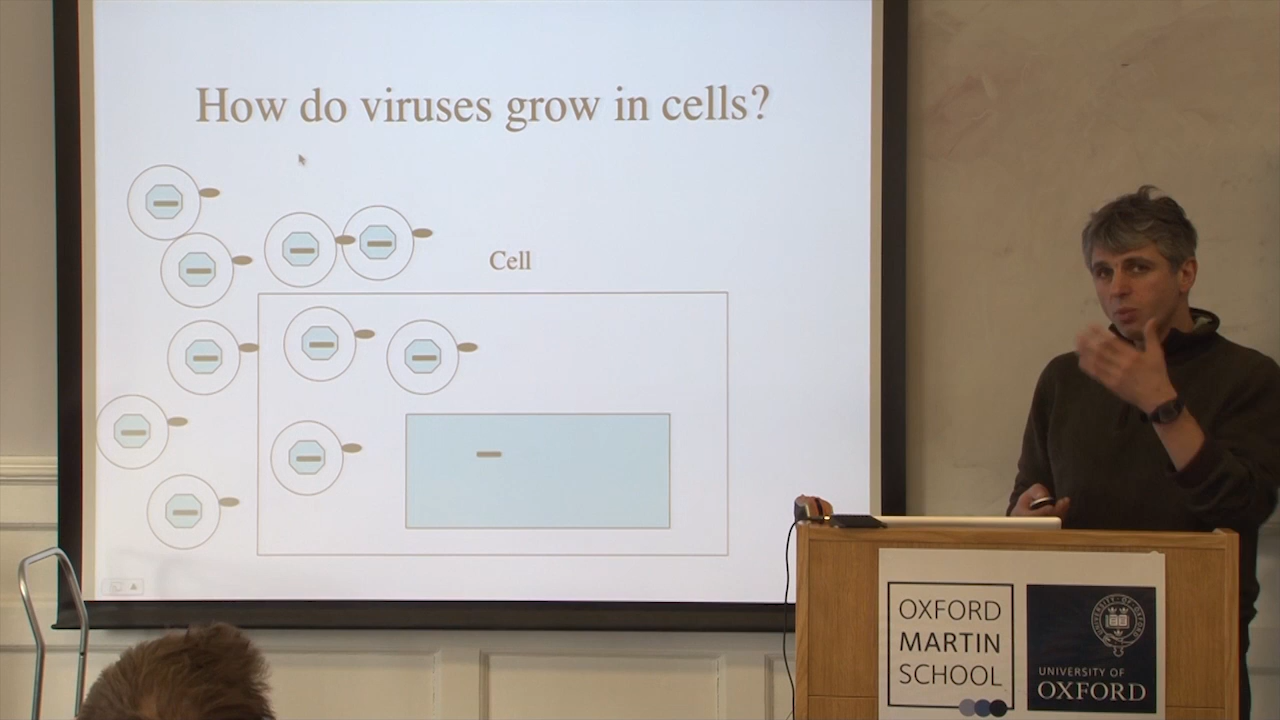 How do viruses grow in cells?
Cell
OXFORD
MARTIN
SCHOOL
UNIVERSITY OF
OXFORD